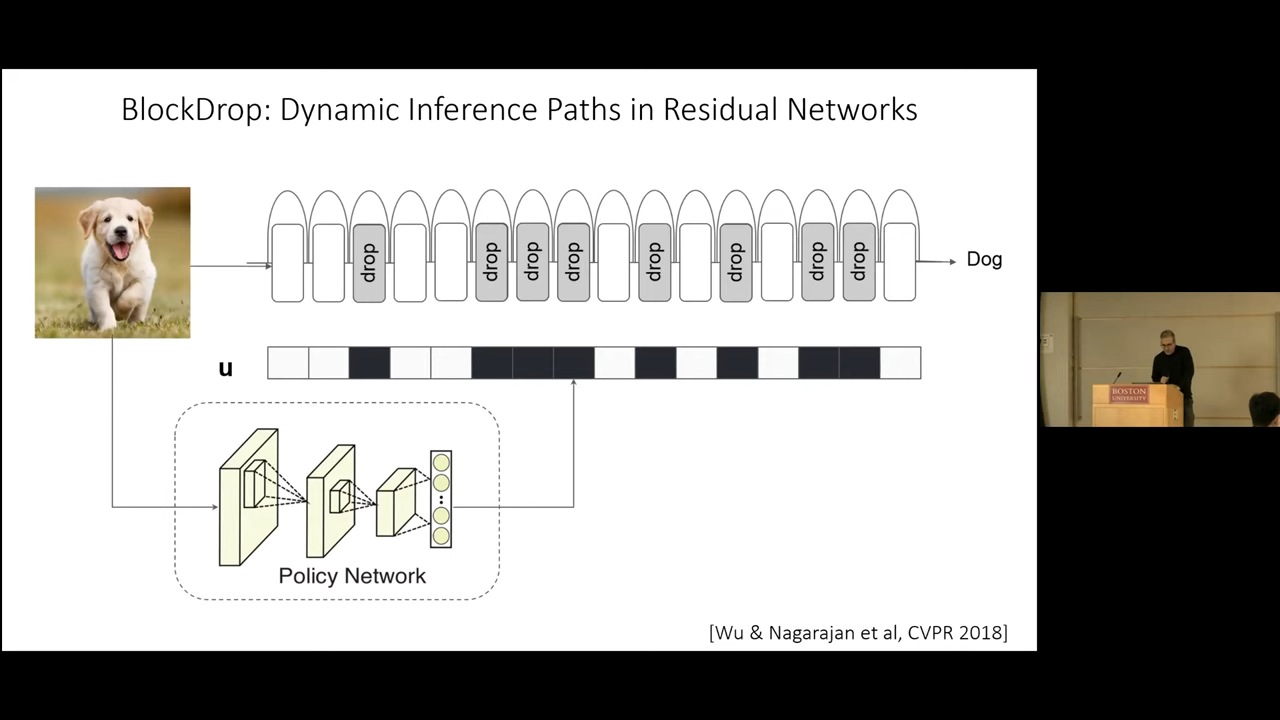 BlockDrop: Dynamic Inference Paths in Residual Networks
drop
drop
drop
drop
drop
drop
drop
drop
Dog
u
Policy Network
[Wu & Nagarajan et al, CVPR 2018]
BOSTON
UNIVERSITY